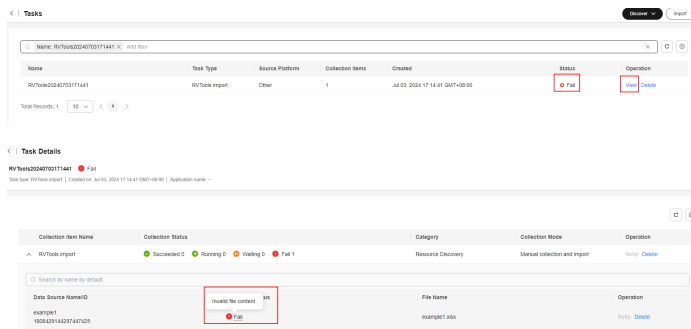 Tasks
Discover
Import
Name: RVTools20240703171441 × Add filter
Name Task Type Source Platform Collection Items Created Status Operation
RVTools20240703171441 RVTools import Other 1 Jul 03, 2024 17:14:41 GMT+08:00 Fail View Delete
Total Records: 1 10 < 1 >
Task Details
RVTools20240703171441 Fail
Task type: RVTools import | Created on: Jul 03, 2024 17:14:41 GMT+08:00 | Application name: --
Collection Item Name Collection Status Category Collection Mode Operation
RVTools import Succeeded 0 Running 0 Waiting 0 Fail 1 Resource Discovery Manual collection and import Retry Delete
Search by name by default.
Data Source Name/ID us File Name Operation
Invalid file content.
example1 Fail example1.xlsx Retry Delete
1808429144297447425